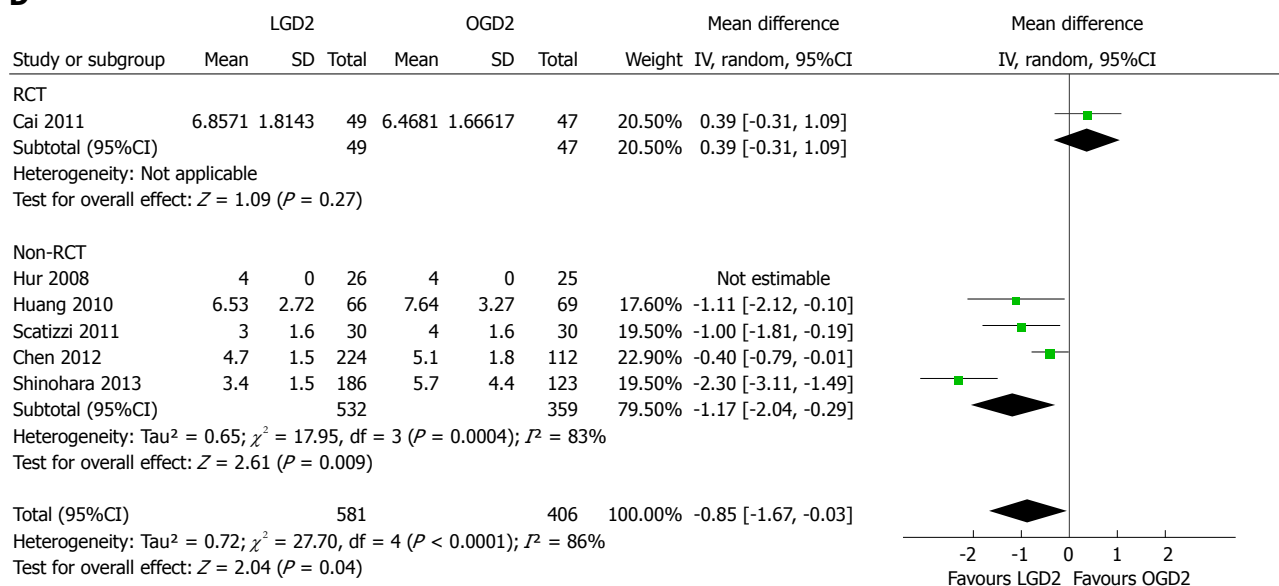 D
LGD2 OGD2 Mean difference Mean difference
Study or subgroup Mean SD Total Mean SD Total Weight IV, random, 95%CI IV, random, 95%CI
RCT
Cai 2011 6.8571 1.8143 49 6.4681 1.66617 47 20.50% 0.39 [-0.31, 1.09]
Subtotal (95%CI) 49 47 20.50% 0.39 [-0.31, 1.09]
Heterogeneity: Not applicable
Test for overall effect: Z = 1.09 (P = 0.27)
Non-RCT
Hur 2008 4 0 26 4 0 25 Not estimable
Huang 2010 6.53 2.72 66 7.64 3.27 69 17.60% -1.11 [-2.12, -0.10]
Scatizzi 2011 3 1.6 30 4 1.6 30 19.50% -1.00 [-1.81, -0.19]
Chen 2012 4.7 1.5 224 5.1 1.8 112 22.90% -0.40 [-0.79, -0.01]
Shinohara 2013 3.4 1.5 186 5.7 4.4 123 19.50% -2.30 [-3.11, -1.49]
Subtotal (95%CI) 532 359 79.50% -1.17 [-2.04, -0.29]
Heterogeneity: Tau² = 0.65; χ² = 17.95, df = 3 (P = 0.0004); I² = 83%
Test for overall effect: Z = 2.61 (P = 0.009)
Total (95%CI) 581 406 100.00% -0.85 [-1.67, -0.03]
Heterogeneity: Tau² = 0.72; χ² = 27.70, df = 4 (P < 0.0001); I² = 86%
Test for overall effect: Z = 2.04 (P = 0.04)
-2 -1 0 1 2
Favours LGD2 Favours OGD2